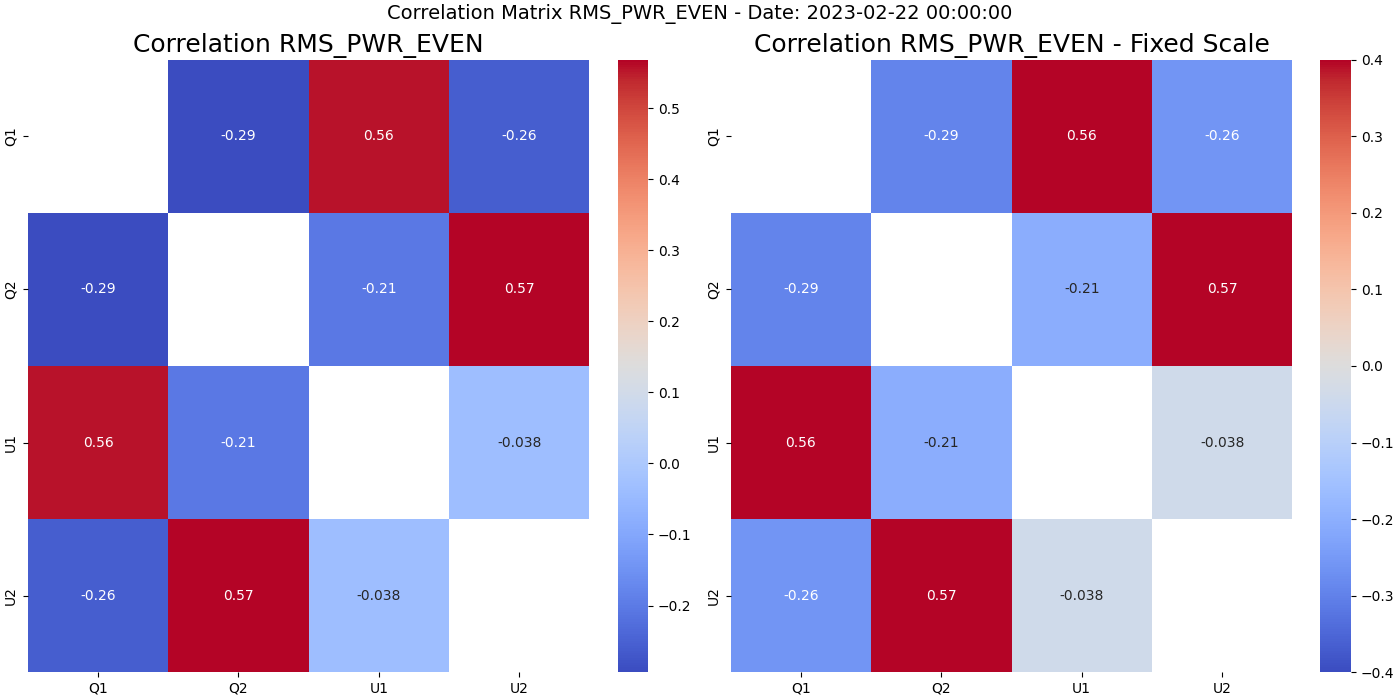 Correlation Matrix RMS_PWR_EVEN - Date: 2023-02-22 00:00:00
Correlation RMS_PWR_EVEN
Q1
-0.29
0.56
-0.26
Q2
-0.29
-0.21
0.57
U1
0.56
-0.21
-0.038
U2
-0.26
0.57
-0.038
Q1
Q2
U1
U2
0.5
0.4
0.3
0.2
0.1
0.0
−0.1
−0.2
Correlation RMS_PWR_EVEN - Fixed Scale
Q1
-0.29
0.56
-0.26
Q2
-0.29
-0.21
0.57
U1
0.56
-0.21
-0.038
U2
-0.26
0.57
-0.038
Q1
Q2
U1
U2
0.4
0.3
0.2
0.1
0.0
−0.1
−0.2
−0.3
−0.4